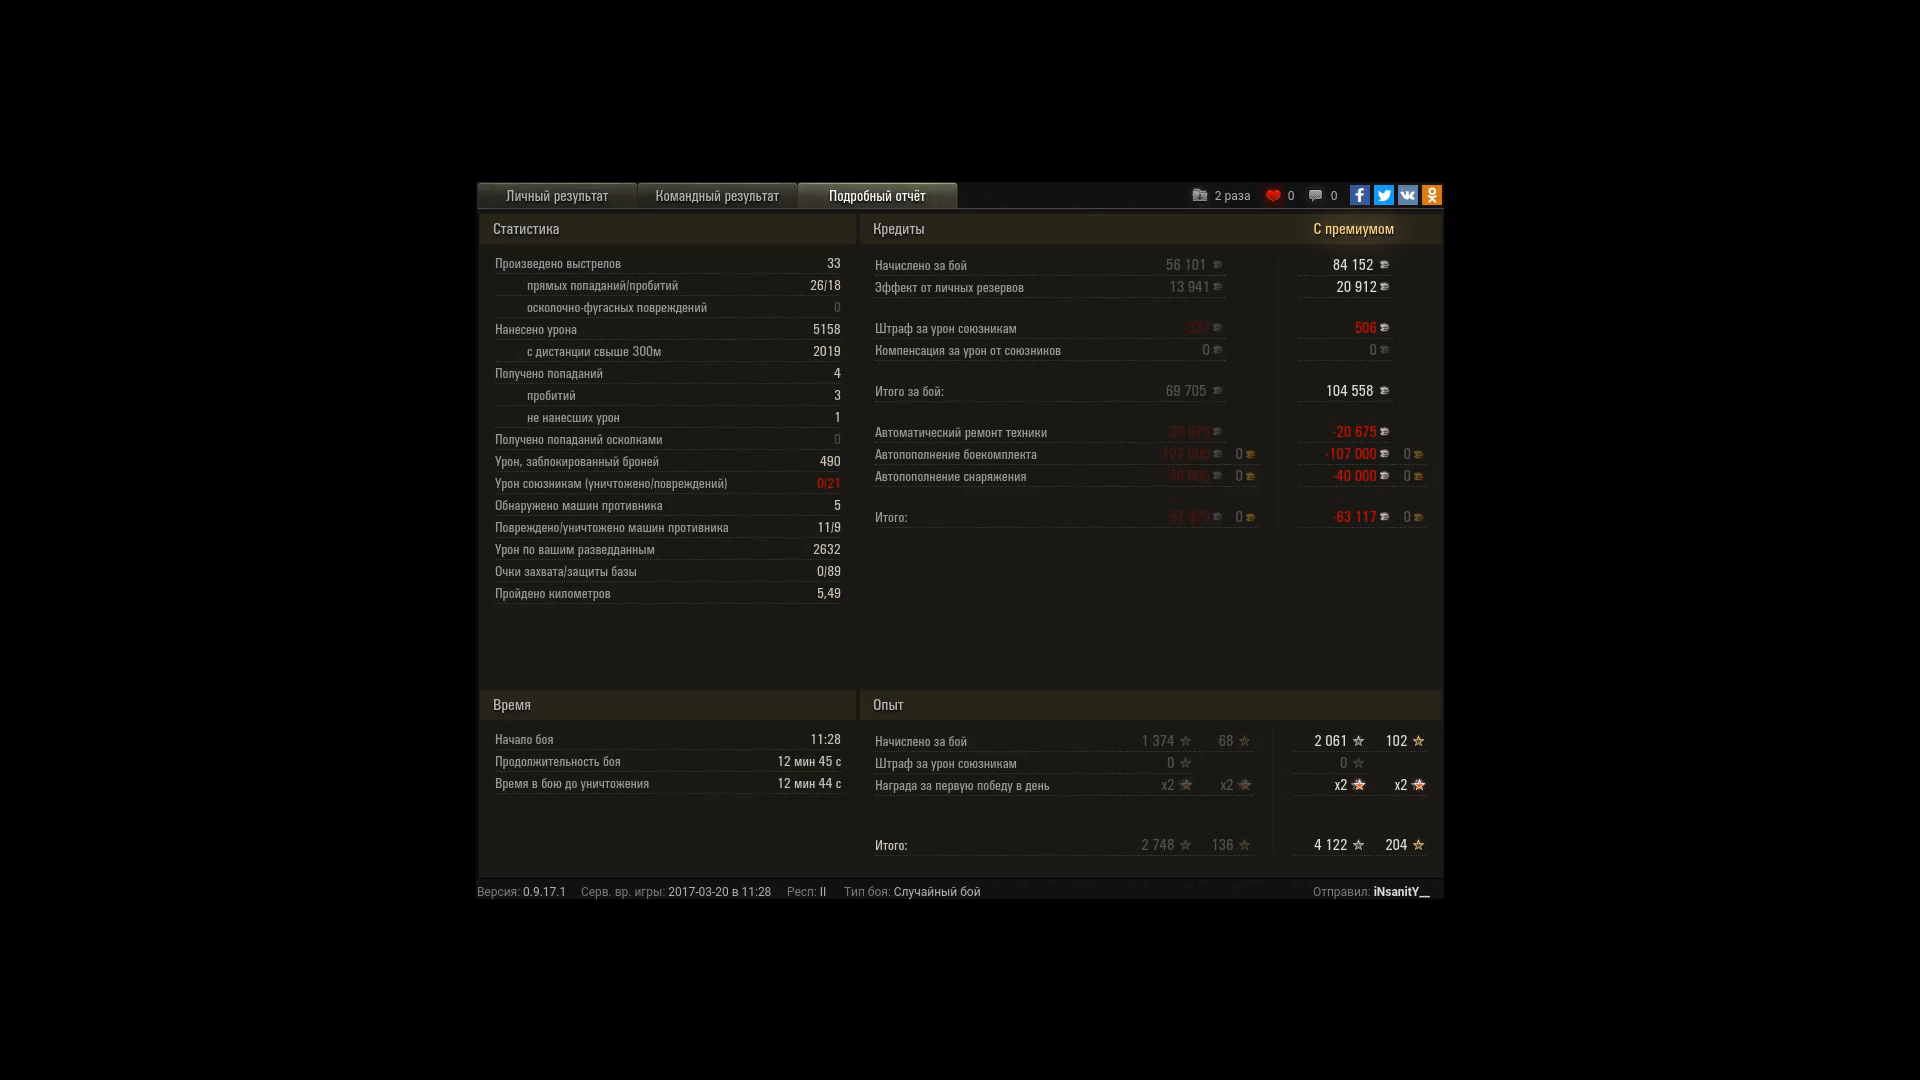 Личный результат Командный результат Подробный отчёт 2 раза 0 0
Статистика
Произведено выстрелов 33
прямых попаданий/пробитий 26/18
осколочно-фугасных повреждений 0
Нанесено урона 5158
с дистанции свыше 300м 2019
Получено попаданий 4
пробитий 3
не нанесших урон 1
Получено попаданий осколками 0
Урон, заблокированный броней 490
Урон союзникам (уничтожено/повреждений) 0/21
Обнаружено машин противника 5
Повреждено/уничтожено машин противника 11/9
Урон по вашим разведданным 2632
Очки захвата/защиты базы 0/89
Пройдено километров 5,49
Кредиты С премиумом
Начислено за бой 56 101 84 152
Эффект от личных резервов 13 941 20 912
Штраф за урон союзникам 506
Компенсация за урон от союзников 0 0
Итого за бой: 69 705 104 558
Автоматический ремонт техники -20 675 -20 675
Автопополнение боекомплекта -107 000 0 -107 000 0
Автопополнение снаряжения -40 000 0 -40 000 0
Итого: 0 -63 117 0
Время
Начало боя 11:28
Продолжительность боя 12 мин 45 с
Время в бою до уничтожения 12 мин 44 с
Опыт
Начислено за бой 1 374 68 2 061 102
Штраф за урон союзникам 0 0
Награда за первую победу в день x2 x2 x2 x2
Итого: 2 748 136 4 122 204
Версия: 0.9.17.1 Серв. вр. игры: 2017-03-20 в 11:28 Респ: II Тип боя: Случайный бой Отправил: iNsanitY__